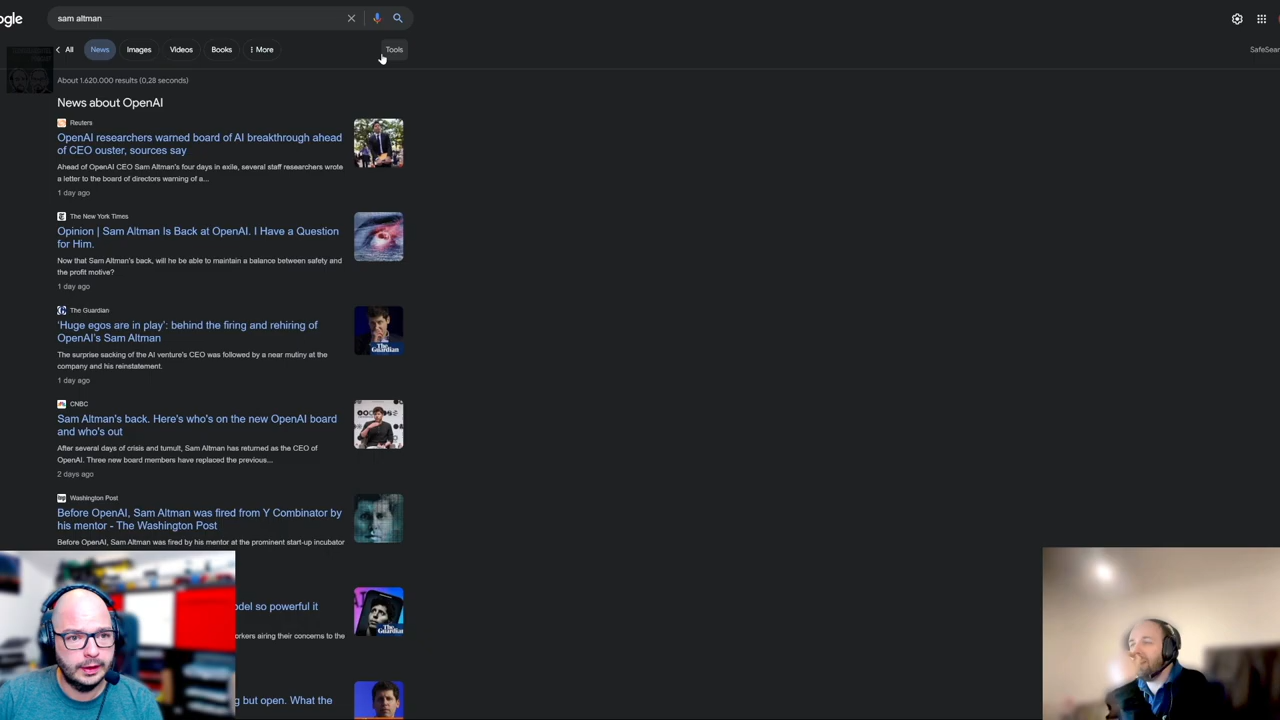 ogle
sam altman
All
News
Images
Videos
Books
More
Tools
SafeSear
About 1.620.000 results (0,28 seconds)
News about OpenAI
Reuters
OpenAI researchers warned board of AI breakthrough ahead
of CEO ouster, sources say
Ahead of OpenAI CEO Sam Altman's four days in exile, several staff researchers wrote
a letter to the board of directors warning of a...
1 day ago
The New York Times
Opinion | Sam Altman Is Back at OpenAI. I Have a Question
for Him.
Now that Sam Altman's back, will he be able to maintain a balance between safety and
the profit motive?
1 day ago
The Guardian
'Huge egos are in play': behind the firing and rehiring of
OpenAI's Sam Altman
The surprise sacking of the AI venture's CEO was followed by a near mutiny at the
company and his reinstatement.
The Guardian
1 day ago
CNBC
Sam Altman's back. Here's who's on the new OpenAI board
and who's out
After several days of crisis and tumult, Sam Altman has returned as the CEO of
OpenAI. Three new board members have replaced the previous...
2 days ago
wp
Washington Post
Before OpenAI, Sam Altman was fired from Y Combinator by
his mentor - The Washington Post
Before OpenAI, Sam Altman was fired by his mentor at the prominent start-up incubator
odel so powerful it
orkers airing their concerns to the
The Guardian
g but open. What the